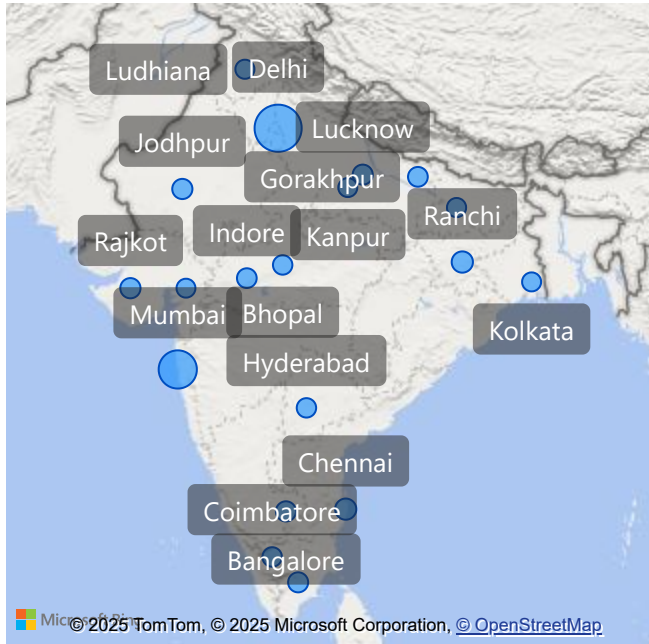 Ludhiana
Delhi
Jodhpur
Lucknow
Gorakhpur
Ranchi
Rajkot
Indore
Kanpur
Mumbai
Bhopal
Kolkata
Hyderabad
Chennai
Coimbatore
Bangalore
© 2025 TomTom, © 2025 Microsoft Corporation, © OpenStreetMap